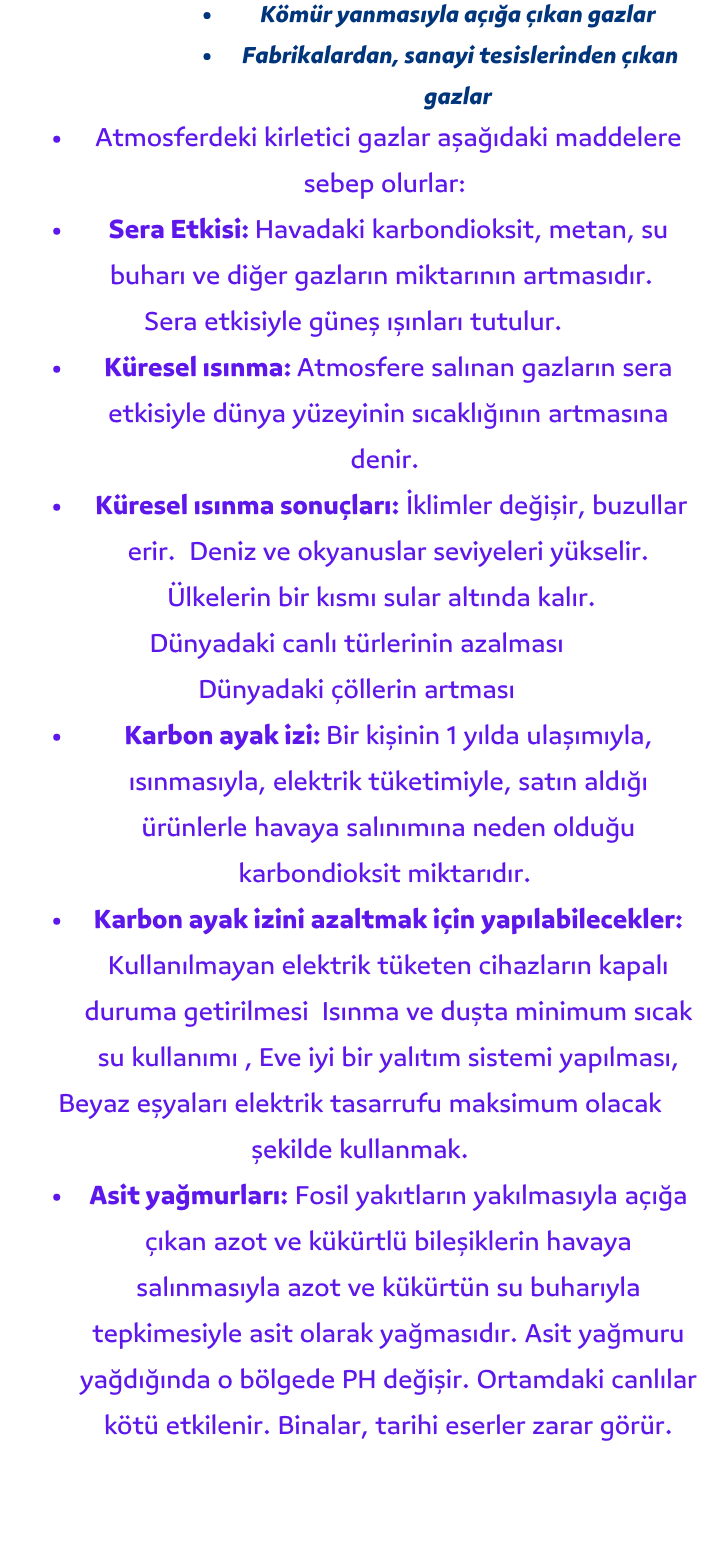 • Kömür yanmasıyla açığa çıkan gazlar
• Fabrikalardan, sanayi tesislerinden çıkan
gazlar
• Atmosferdeki kirletici gazlar aşağıdaki maddelere
sebep olurlar:
• Sera Etkisi: Havadaki karbondioksit, metan, su
buharı ve diğer gazların miktarının artmasıdır.
Sera etkisiyle güneş ışınları tutulur.
• Küresel ısınma: Atmosfere salınan gazların sera
etkisiyle dünya yüzeyinin sıcaklığının artmasına
denir.
• Küresel ısınma sonuçları: İklimler değişir, buzullar
erir.  Deniz ve okyanuslar seviyeleri yükselir.
Ülkelerin bir kısmı sular altında kalır.
Dünyadaki canlı türlerinin azalması
Dünyadaki çöllerin artması
• Karbon ayak izi: Bir kişinin 1 yılda ulaşımıyla,
ısınmasıyla, elektrik tüketimiyle, satın aldığı
ürünlerle havaya salınımına neden olduğu
karbondioksit miktarıdır.
• Karbon ayak izini azaltmak için yapılabilecekler:
Kullanılmayan elektrik tüketen cihazların kapalı
duruma getirilmesi  Isınma ve duşta minimum sıcak
su kullanımı , Eve iyi bir yalıtım sistemi yapılması,
Beyaz eşyaları elektrik tasarrufu maksimum olacak
şekilde kullanmak.
• Asit yağmurları: Fosil yakıtların yakılmasıyla açığa
çıkan azot ve kükürtlü bileşiklerin havaya
salınmasıyla azot ve kükürtün su buharıyla
tepkimesiyle asit olarak yağmasıdır. Asit yağmuru
yağdığında o bölgede PH değişir. Ortamdaki canlılar
kötü etkilenir. Binalar, tarihi eserler zarar görür.